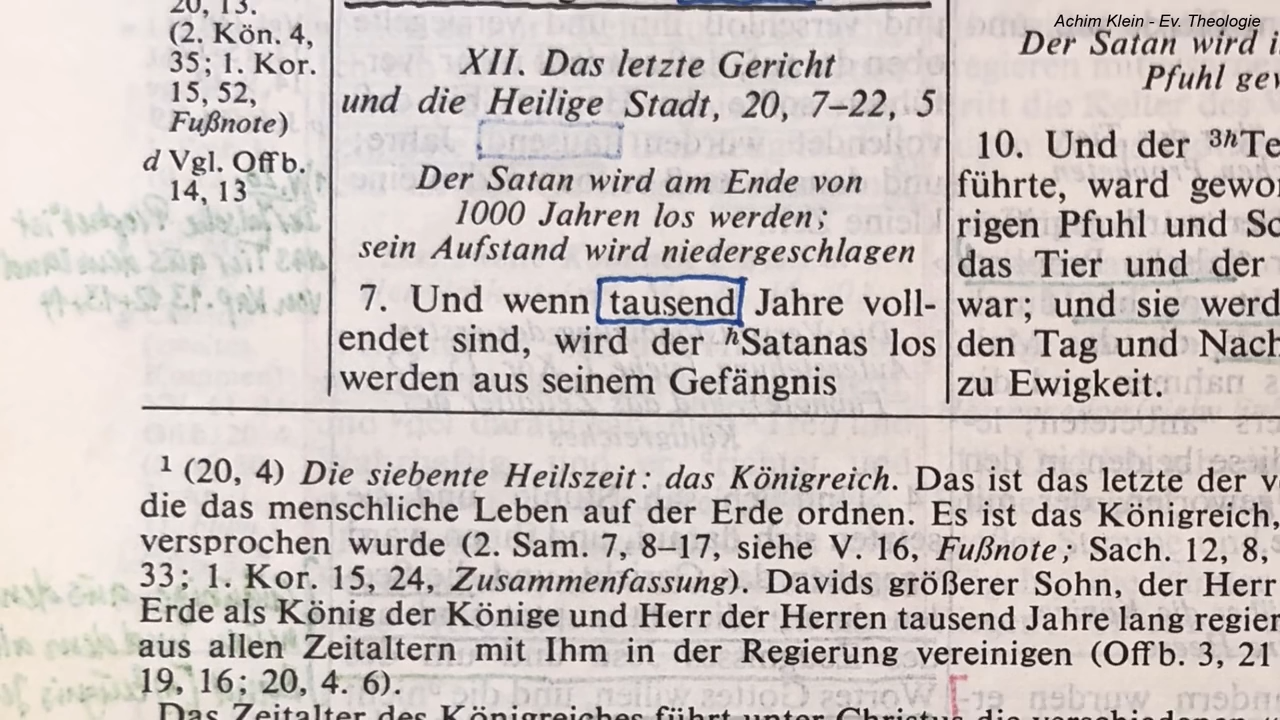 Achim Klein - Ev. Theologie
20, 13.
(2. Kön. 4,
35; 1. Kor.
15, 52,
Fußnote)
d Vgl. Offb.
14, 13
XII. Das letzte Gericht
und die Heilige Stadt, 20, 7–22, 5
Der Satan wird am Ende von
1000 Jahren los werden;
sein Aufstand wird niedergeschlagen
7. Und wenn tausend Jahre voll-
endet sind, wird der hSatanas los
werden aus seinem Gefängnis
Der Satan wird i
Pfuhl gew
10. Und der 3hTe
führte, ward gewor
rigen Pfuhl und Sc
das Tier und der
war; und sie werd
den Tag und Nach
zu Ewigkeit.
1 (20, 4) Die siebente Heilszeit: das Königreich. Das ist das letzte der
die das menschliche Leben auf der Erde ordnen. Es ist das Königreich,
versprochen wurde (2. Sam. 7, 8–17, siehe V. 16, Fußnote; Sach. 12, 8,
33; 1. Kor. 15, 24, Zusammenfassung). Davids größerer Sohn, der Herr
Erde als König der Könige und Herr der Herren tausend Jahre lang regier
aus allen Zeitaltern mit Ihm in der Regierung vereinigen (Offb. 3, 21
19, 16; 20, 4. 6).
Das Zeitalter des Königreiches führt unter Christus die verschiedenen